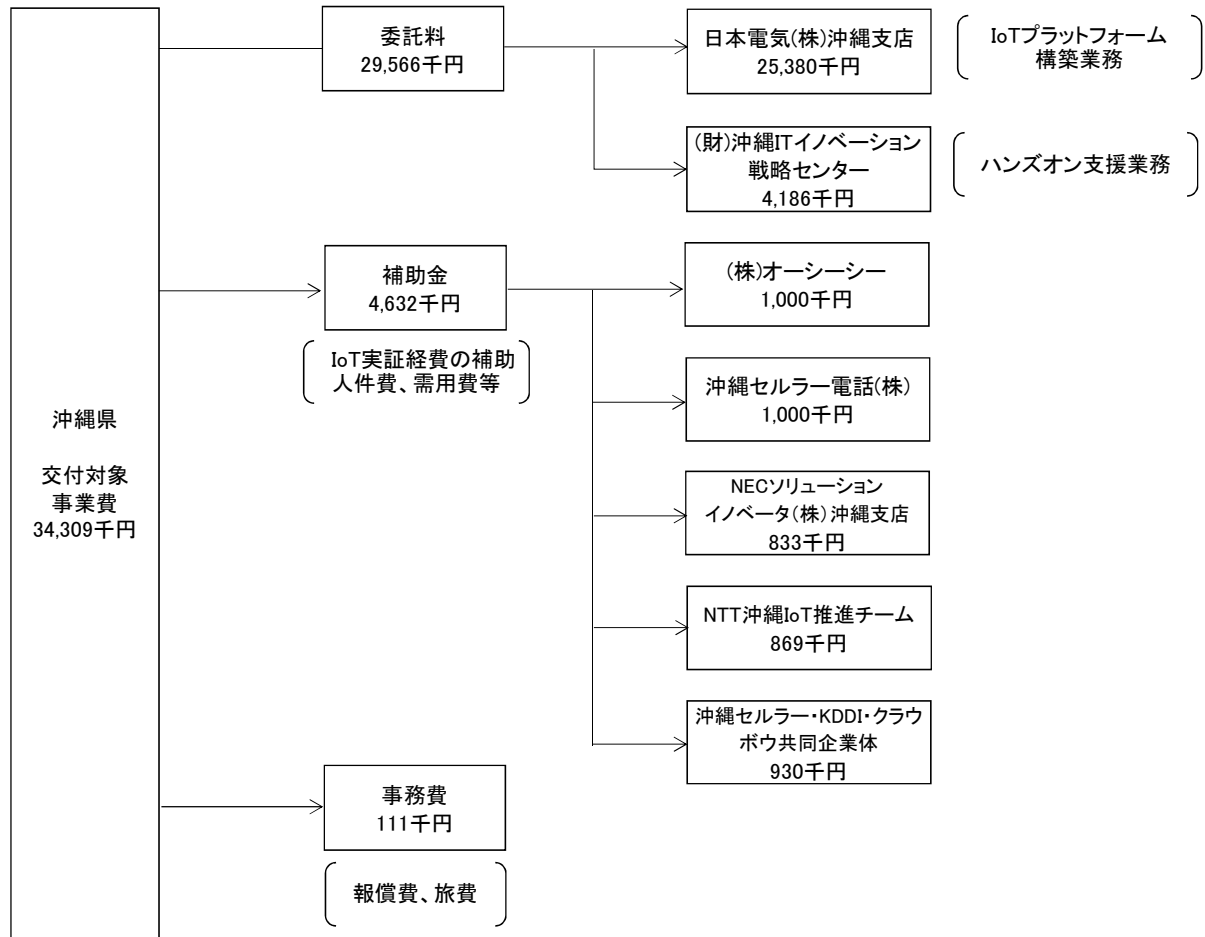 沖縄県
交付対象
事業費
34,309千円
委託料
29,566千円
日本電気(株)沖縄支店
25,380千円
IoTプラットフォーム
構築業務
(財)沖縄ITイノベーション
戦略センター
4,186千円
ハンズオン支援業務
補助金
4,632千円
IoT実証経費の補助
人件費、需用費等
(株)オーシーシー
1,000千円
沖縄セルラー電話(株)
1,000千円
NECソリューション
イノベータ(株)沖縄支店
833千円
NTT沖縄IoT推進チーム
869千円
沖縄セルラー・KDDI・クラウ
ボウ共同企業体
930千円
事務費
111千円
報償費、旅費